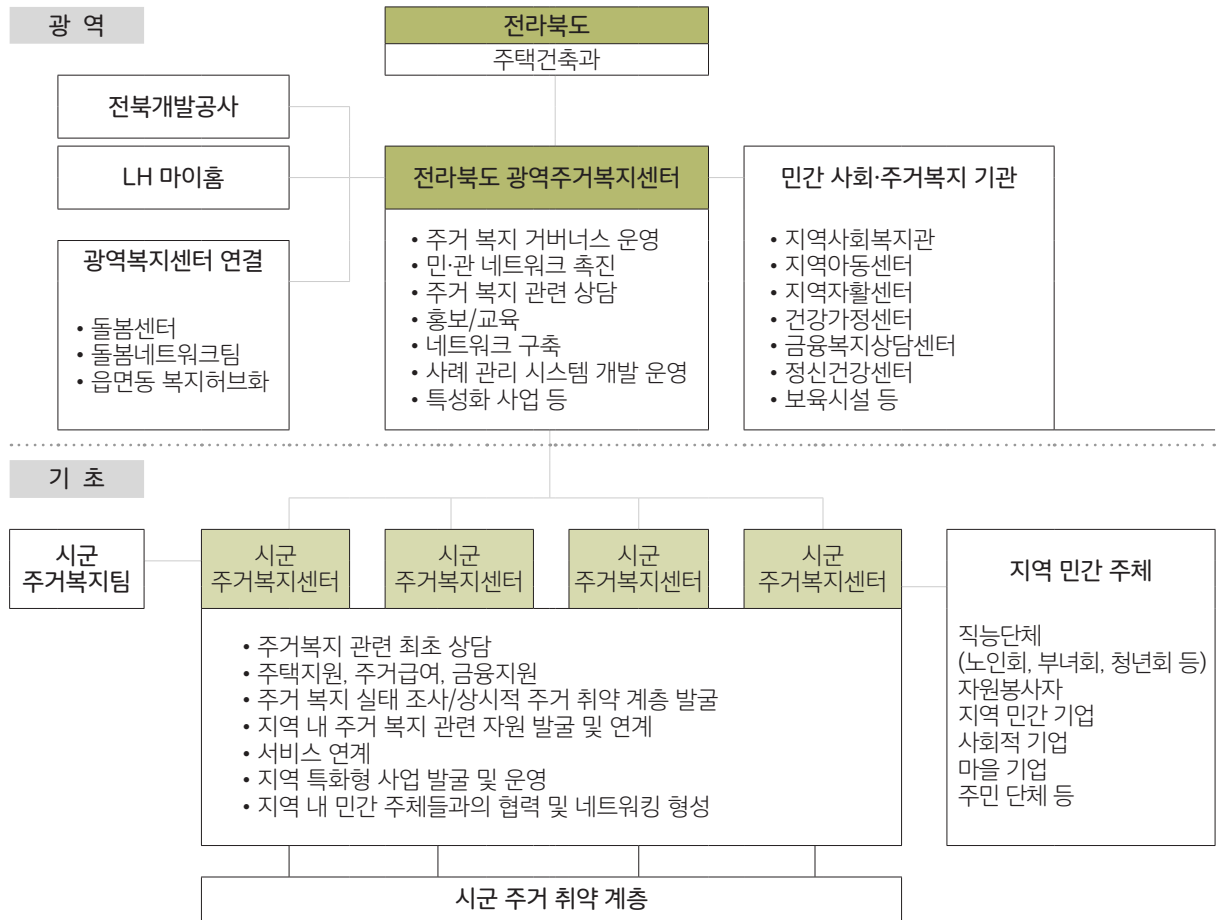 광 역
전라북도
주택건축과
전북개발공사
LH 마이홈
광역복지센터 연결
• 돌봄센터
• 돌봄네트워크팀
• 읍면동 복지허브화
전라북도 광역주거복지센터
• 주거 복지 거버너스 운영
• 민·관 네트워크 촉진
• 주거 복지 관련 상담
• 홍보/교육
• 네트워크 구축
• 사례 관리 시스템 개발 운영
• 특성화 사업 등
민간 사회·주거복지 기관
• 지역사회복지관
• 지역아동센터
• 지역자활센터
• 건강가정센터
• 금융복지상담센터
• 정신건강센터
• 보육시설 등
기 초
시군
주거복지팀
시군
주거복지센터
시군
주거복지센터
시군
주거복지센터
시군
주거복지센터
• 주거복지 관련 최초 상담
• 주택지원, 주거급여, 금융지원
• 주거 복지 실태 조사/상시적 주거 취약 계층 발굴
• 지역 내 주거 복지 관련 자원 발굴 및 연계
• 서비스 연계
• 지역 특화형 사업 발굴 및 운영
• 지역 내 민간 주체들과의 협력 및 네트워킹 형성
지역 민간 주체
직능단체
(노인회, 부녀회, 청년회 등)
자원봉사자
지역 민간 기업
사회적 기업
마을 기업
주민 단체 등
시군 주거 취약 계층